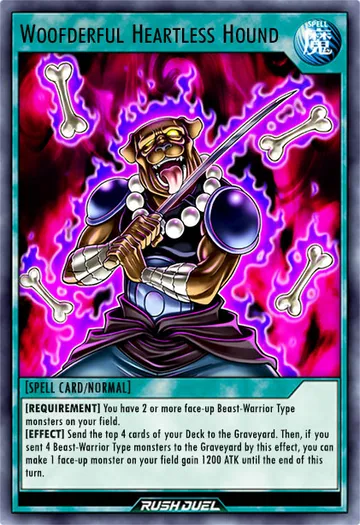 Woofderful Heartless Hound
SPELL
魔
[SPELL CARD/NORMAL]
[REQUIREMENT] You have 2 or more face-up Beast-Warrior Type
monsters on your field.
[EFFECT] Send the top 4 cards of your Deck to the Graveyard. Then, if you
sent 4 Beast-Warrior Type monsters to the Graveyard by this effect, you can
make 1 face-up monster on your field gain 1200 ATK until the end of this
turn.
RUSH DUEL